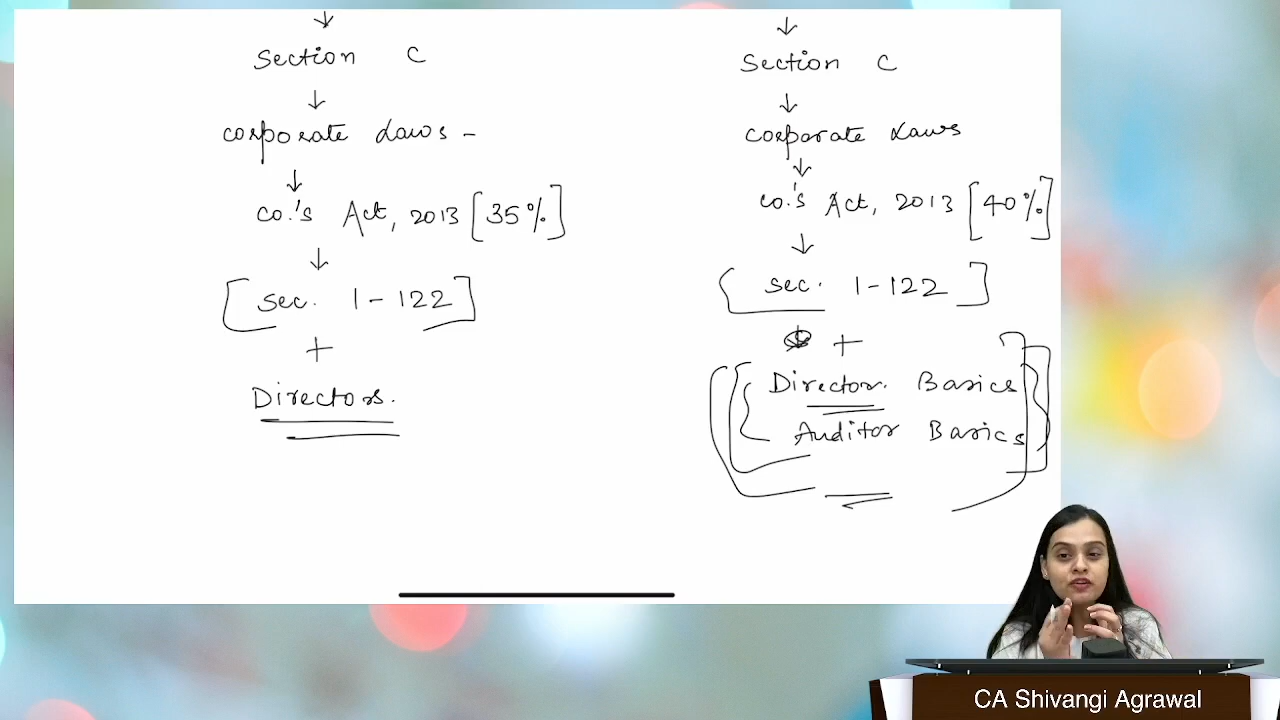 ↓
Section C
↓
Corporate Laws -
↓
Co.'s Act, 2013 [35%]
↓
[Sec. 1-122]
+
Directors.
↓
Section C
↓
Corporate Laws
↓
Co.'s Act, 2013 [40%]
↓
[Sec. 1-122]
+
Director. Basics
Auditor Basics
CA Shivangi Agrawal